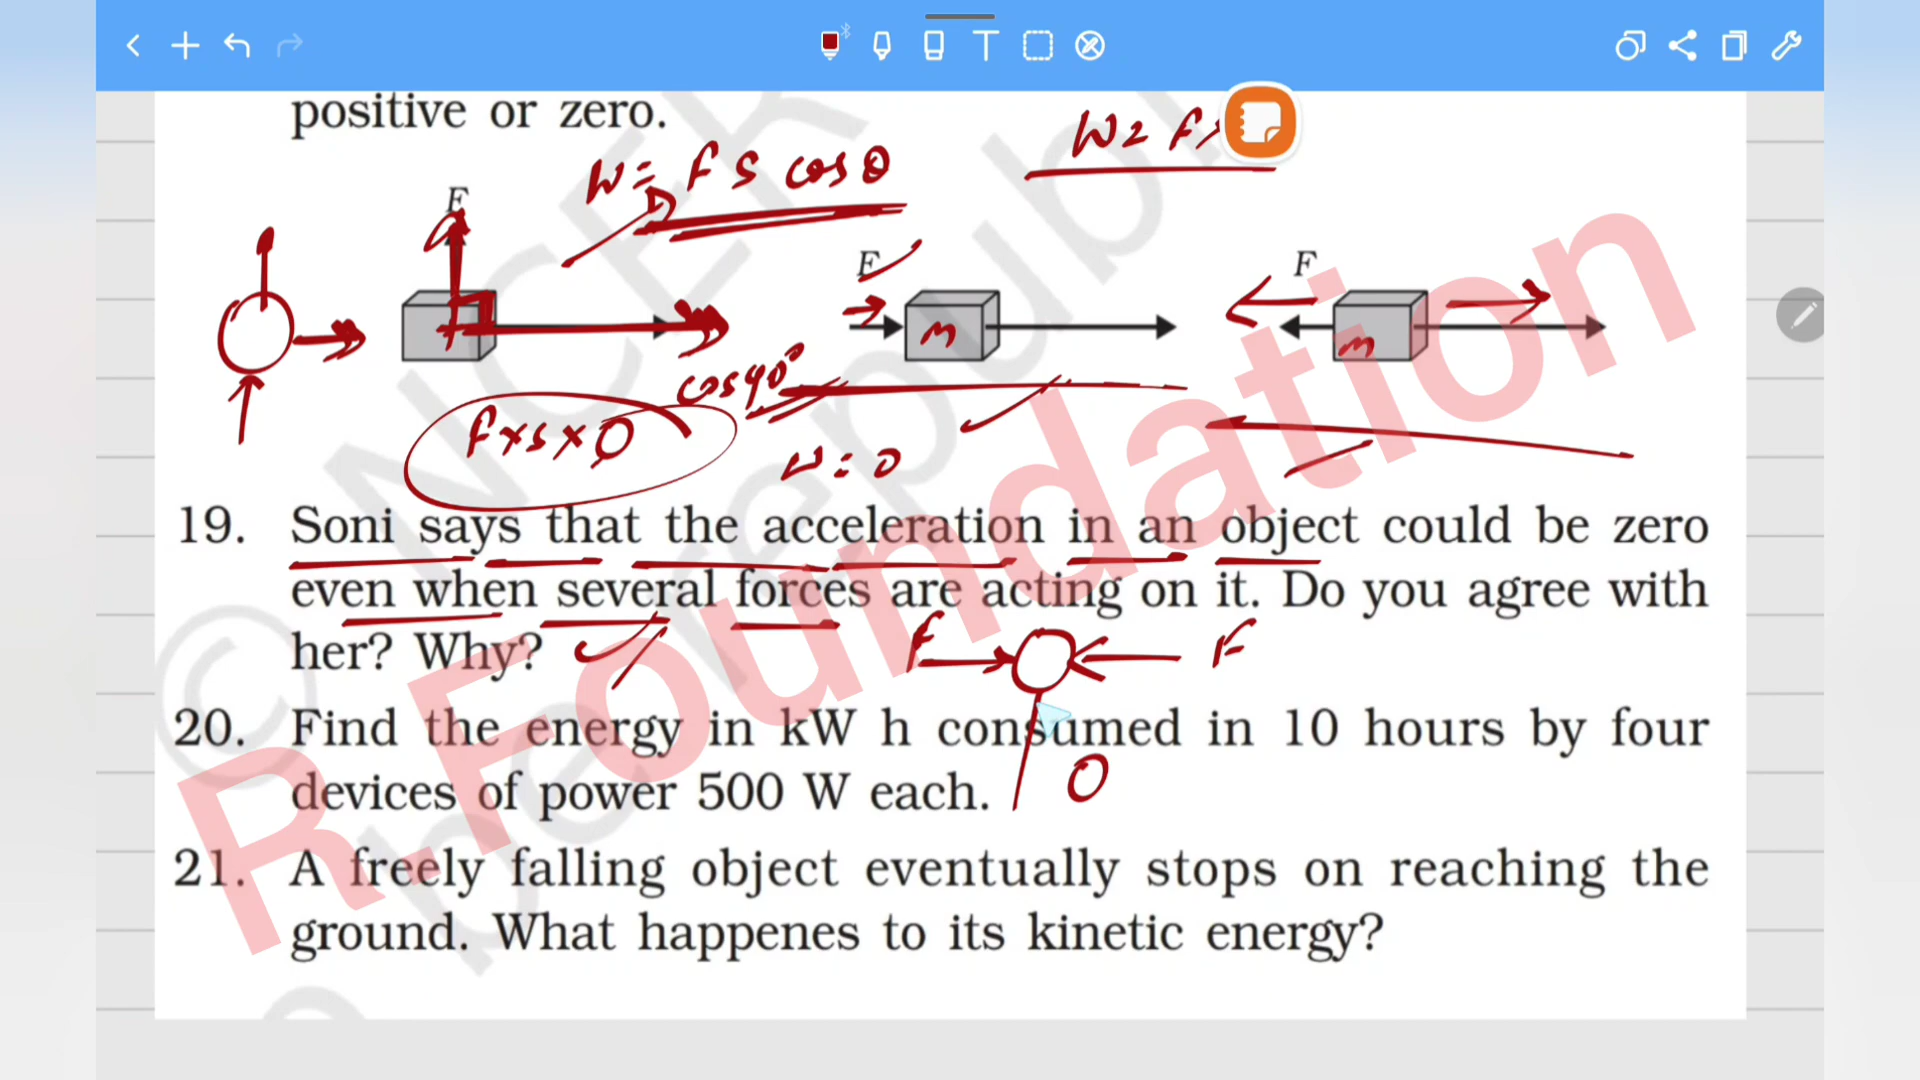 positive or zero.
W = F s cos θ
W = F s
F
F
F
m
m
cos 90°
F × s × 0
W = 0
19. Soni says that the acceleration in an object could be zero
even when several forces are acting on it. Do you agree with
her? Why?
F
F
20. Find the energy in kW h consumed in 10 hours by four
devices of power 500 W each.
0
21. A freely falling object eventually stops on reaching the
ground. What happenes to its kinetic energy?
R.Foundation
© NCERT
be republi